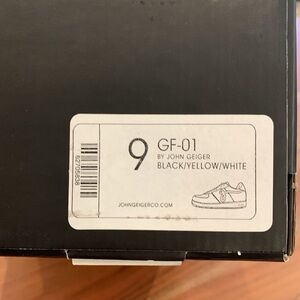 9
GF-01
BY JOHN GEIGER
BLACK/YELLOW/WHITE
JOHNGEIGERCO.COM